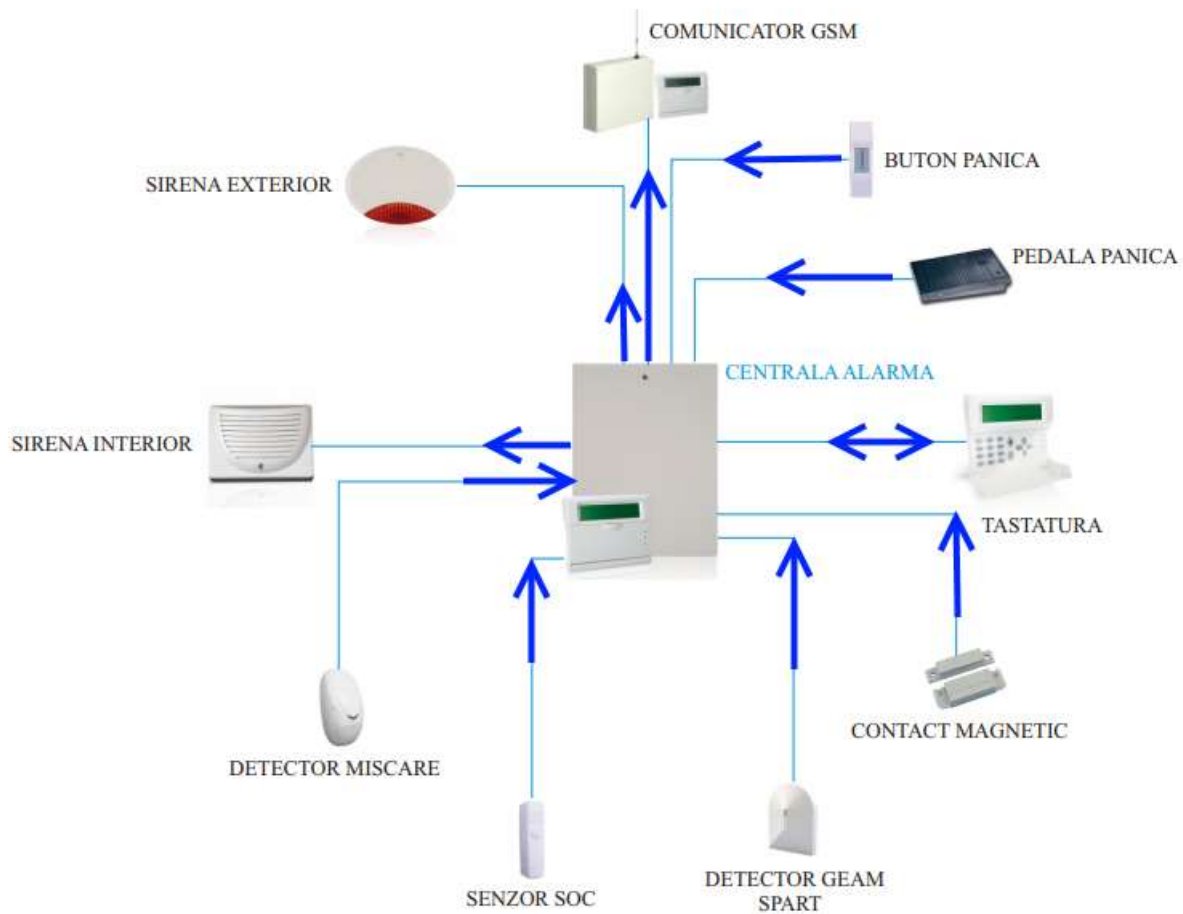 COMUNICATOR GSM
BUTON PANICA
SIRENA EXTERIOR
PEDALA PANICA
CENTRALA ALARMA
SIRENA INTERIOR
TASTATURA
CONTACT MAGNETIC
DETECTOR MISCARE
DETECTOR GEAM
SPART
SENZOR SOC